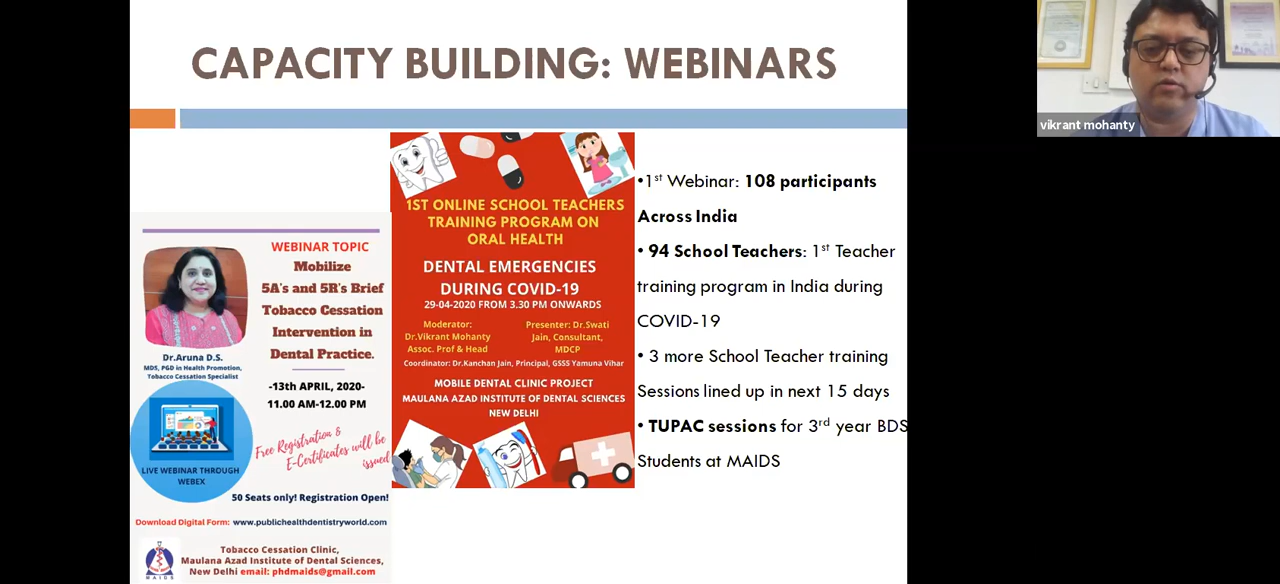 CAPACITY BUILDING: WEBINARS
WEBINAR TOPIC
Mobilize
5A's and 5R's Brief
Tobacco Cessation
Intervention in
Dental Practice.
Dr.Aruna D.S.
MDS, PGD in Health Promotion,
Tobacco Cessation Specialist
-13th APRIL, 2020-
11.00 AM-12.00 PM
Free Registration &
E-Certificates will be
issued
LIVE WEBINAR THROUGH
WEBEX
50 Seats only! Registration Open!
Download Digital Form: www.publichealthdentistryworld.com
Tobacco Cessation Clinic,
Maulana Azad Institute of Dental Sciences,
New Delhi email: phdmaids@gmail.com
MAIDS
1ST ONLINE SCHOOL TEACHERS
TRAINING PROGRAM ON
ORAL HEALTH
DENTAL EMERGENCIES
DURING COVID-19
29-04-2020 FROM 3.30 PM ONWARDS
Moderator:
Dr.Vikrant Mohanty
Assoc. Prof & Head
Presenter: Dr.Swati
Jain, Consultant,
MDCP
Coordinator: Dr.Kanchan Jain, Principal, GSSS Yamuna Vihar
MOBILE DENTAL CLINIC PROJECT
MAULANA AZAD INSTITUTE OF DENTAL SCIENCES
NEW DELHI
•1st Webinar: 108 participants
Across India
• 94 School Teachers: 1st Teacher
training program in India during
COVID-19
• 3 more School Teacher training
Sessions lined up in next 15 days
• TUPAC sessions for 3rd year BDS
Students at MAIDS
vikrant mohanty